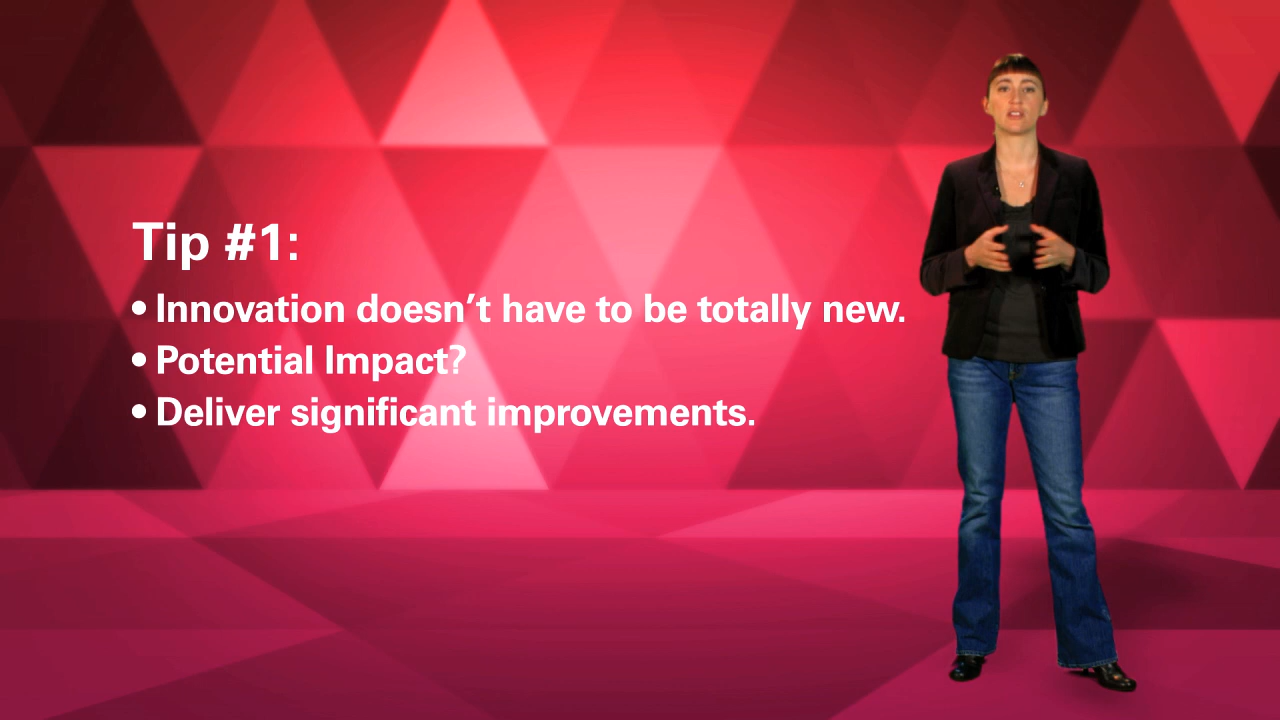 Tip #1:
• Innovation doesn’t have to be totally new.
• Potential Impact?
• Deliver significant improvements.